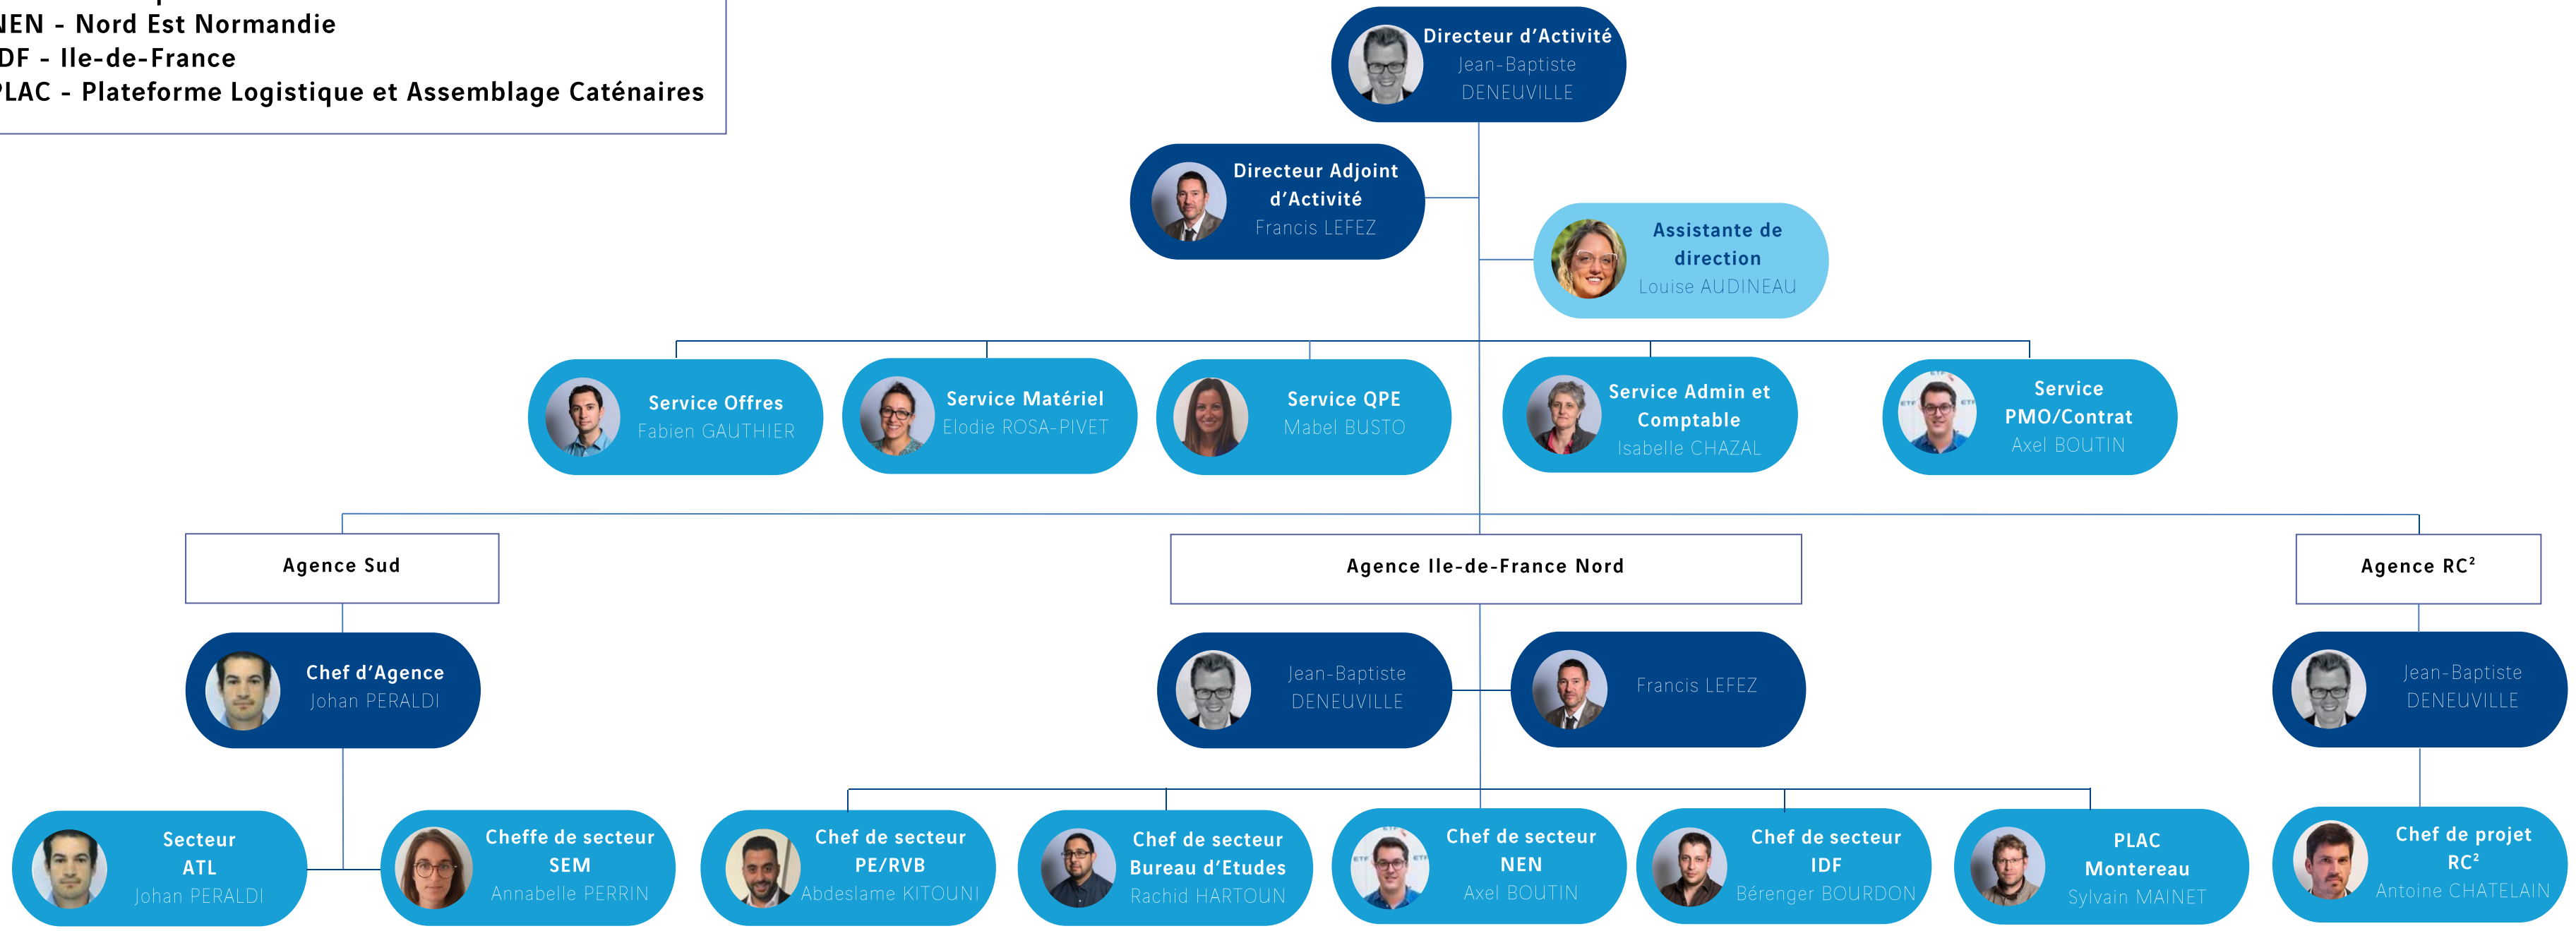 NEN - Nord Est Normandie
IDF - Ile-de-France
PLAC - Plateforme Logistique et Assemblage Caténaires
Directeur d'Activité
Jean-Baptiste
DENEUVILLE
Directeur Adjoint
d'Activité
Francis LEFEZ
Assistante de
direction
Louise AUDINEAU
Service Offres
Fabien GAUTHIER
Service Matériel
Elodie ROSA-PIVET
Service QPE
Mabel BUSTO
Service Admin et
Comptable
Isabelle CHAZAL
ETF
Service
PMO/Contrat
Axel BOUTIN
Agence Sud
Agence Ile-de-France Nord
Agence RC²
Chef d'Agence
Johan PERALDI
Jean-Baptiste
DENEUVILLE
Francis LEFEZ
Jean-Baptiste
DENEUVILLE
Secteur
ATL
Johan PERALDI
Cheffe de secteur
SEM
Annabelle PERRIN
Chef de secteur
PE/RVB
Abdeslame KITOUNI
Chef de secteur
Bureau d'Etudes
Rachid HARTOUN
ETF
Chef de secteur
NEN
Axel BOUTIN
Chef de secteur
IDF
Bérenger BOURDON
PLAC
Montereau
Sylvain MAINET
Chef de projet
RC²
Antoine CHATELAIN